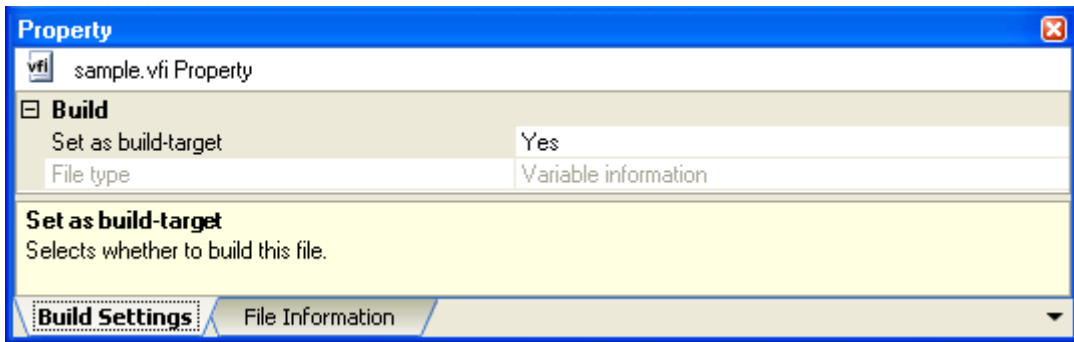 Property
vfi sample.vfi Property
Build
Set as build-target Yes
File type Variable information
Set as build-target
Selects whether to build this file.
Build Settings File Information